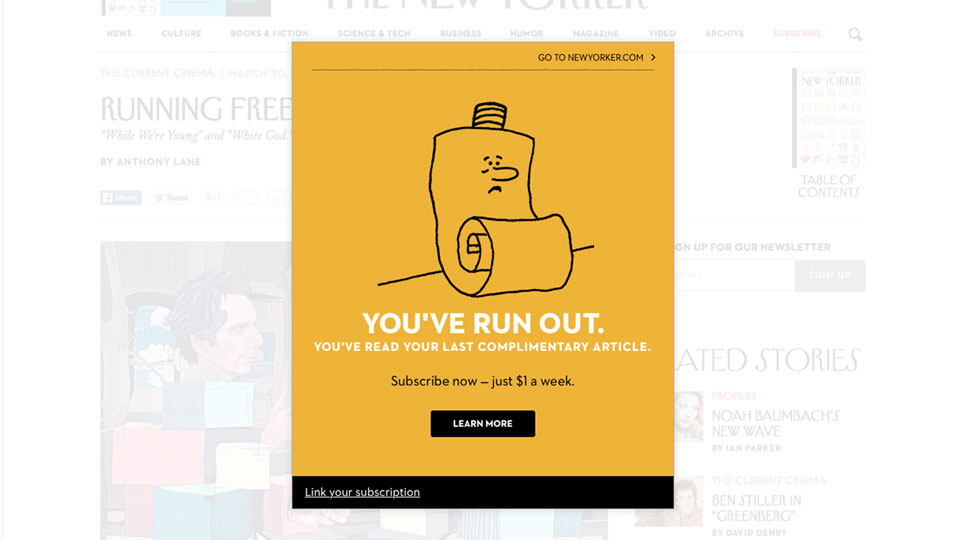 THE NEW YORKER
NEWS CULTURE BOOKS & FICTION SCIENCE & TECH BUSINESS HUMOR MAGAZINE VIDEO ARCHIVE SUBSCRIBE
GO TO NEWYORKER.COM
THE CURRENT CINEMA | MARCH 30,
RUNNING FREE
"While We're Young" and "White God."
BY ANTHONY LANE
Share Tweet +1
NEW YORKER
TABLE OF
CONTENTS
GN UP FOR OUR NEWSLETTER
SIGN UP
YOU'VE RUN OUT.
YOU'VE READ YOUR LAST COMPLIMENTARY ARTICLE.
Subscribe now – just $1 a week.
LEARN MORE
Link your subscription
ATED STORIES
PROFILES
NOAH BAUMBACH'S
NEW WAVE
BY IAN PARKER
THE CURRENT CINEMA
BEN STILLER IN
"GREENBERG"
BY DAVID DENBY